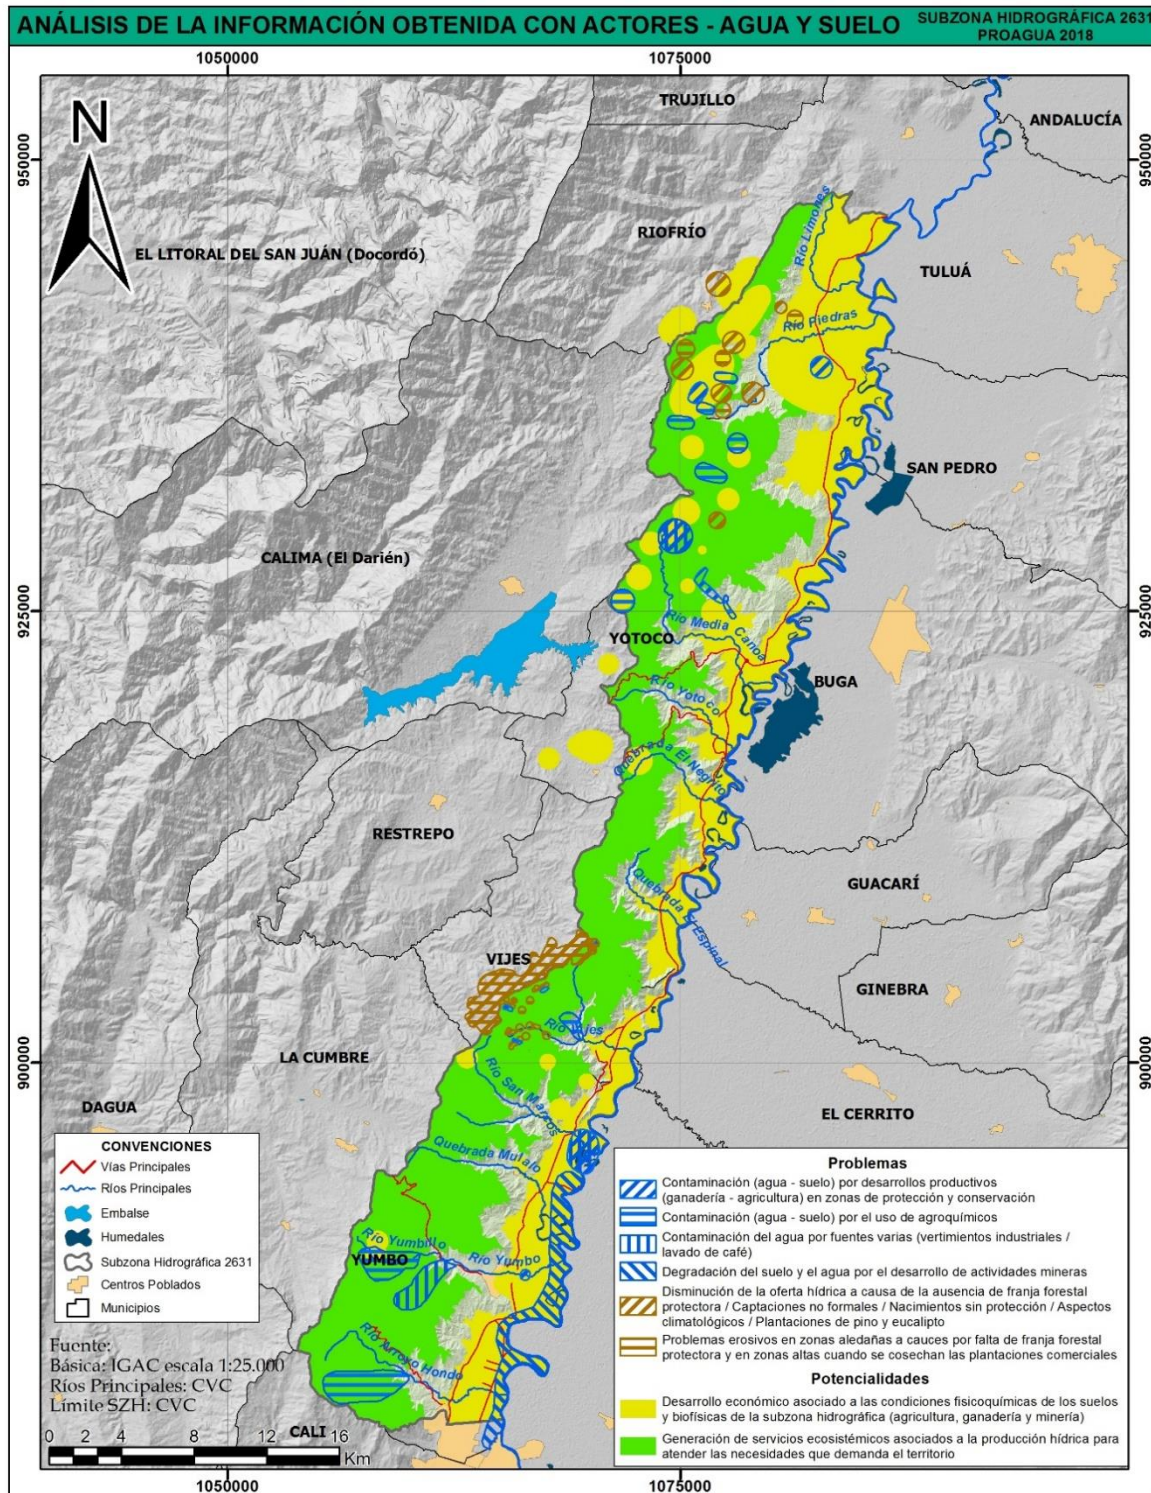 ANÁLISIS DE LA INFORMACIÓN OBTENIDA CON ACTORES - AGUA Y SUELO
SUBZONA HIDROGRÁFICA 2631
PROAGUA 2018
1050000
1075000
N
TRUJILLO
ANDALUCÍA
950000
950000
RIOFRÍO
Río Limones
EL LITORAL DEL SAN JUÁN (Docordó)
TULUÁ
Río Piedras
SAN PEDRO
CALIMA (El Darién)
925000
925000
Río Media Canoa
YOTOCO
BUGA
Río Yotoco
Quebrada El Negrito
RESTREPO
GUACARÍ
Quebrada El Espinal
VIJES
GINEBRA
Río Vijes
LA CUMBRE
900000
900000
Río San Marcos
DAGUA
EL CERRITO
Quebrada Mulalo
Río Yumbillo
YUMBO
Río Yumbo
Río Arroyo Hondo
CALI
CONVENCIONES
Vías Principales
Ríos Principales
Embalse
Humedales
Subzona Hidrográfica 2631
Centros Poblados
Municipios
Fuente:
Básica: IGAC escala 1:25.000
Ríos Principales: CVC
Límite SZH: CVC
0 2 4 8 12 16
Km
Problemas
Contaminación (agua - suelo) por desarrollos productivos
(ganadería - agricultura) en zonas de protección y conservación
Contaminación (agua - suelo) por el uso de agroquímicos
Contaminación del agua por fuentes varias (vertimientos industriales /
lavado de café)
Degradación del suelo y el agua por el desarrollo de actividades mineras
Disminución de la oferta hídrica a causa de la ausencia de franja forestal
protectora / Captaciones no formales / Nacimientos sin protección / Aspectos
climatológicos / Plantaciones de pino y eucalipto
Problemas erosivos en zonas aledañas a cauces por falta de franja forestal
protectora y en zonas altas cuando se cosechan las plantaciones comerciales
Potencialidades
Desarrollo económico asociado a las condiciones fisicoquímicas de los suelos
y biofísicas de la subzona hidrográfica (agricultura, ganadería y minería)
Generación de servicios ecosistémicos asociados a la producción hídrica para
atender las necesidades que demanda el territorio
1050000
1075000